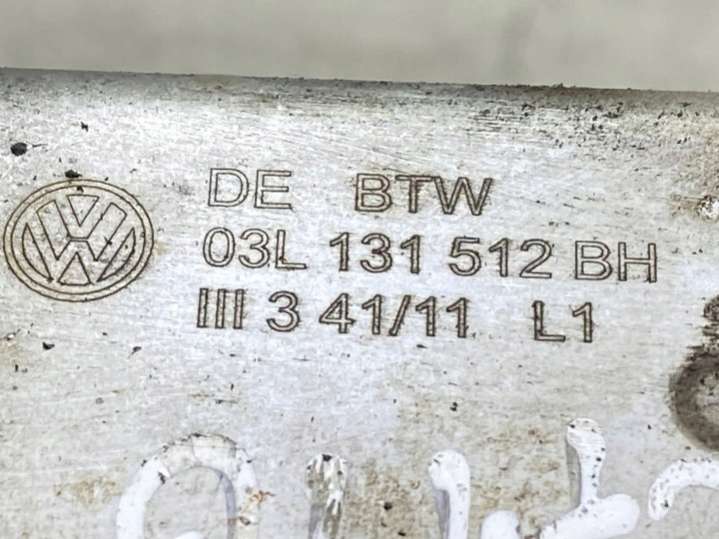 DE BTW
03L 131 512 BH
III 3 41/11 L1